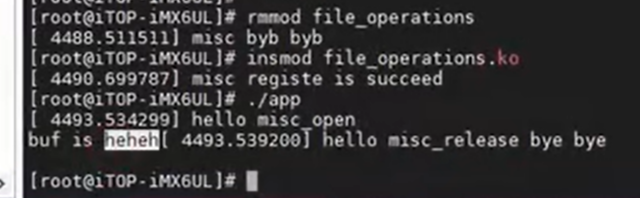 [root@iTOP-iMX6UL]# rmmod file_operations
[ 4488.511511] misc byb byb
[root@iTOP-iMX6UL]# insmod file_operations.ko
[ 4490.699787] misc registe is succeed
[root@iTOP-iMX6UL]# ./app
[ 4493.534299] hello misc_open
buf is heheh[ 4493.539200] hello misc_release bye bye
[root@iTOP-iMX6UL]#